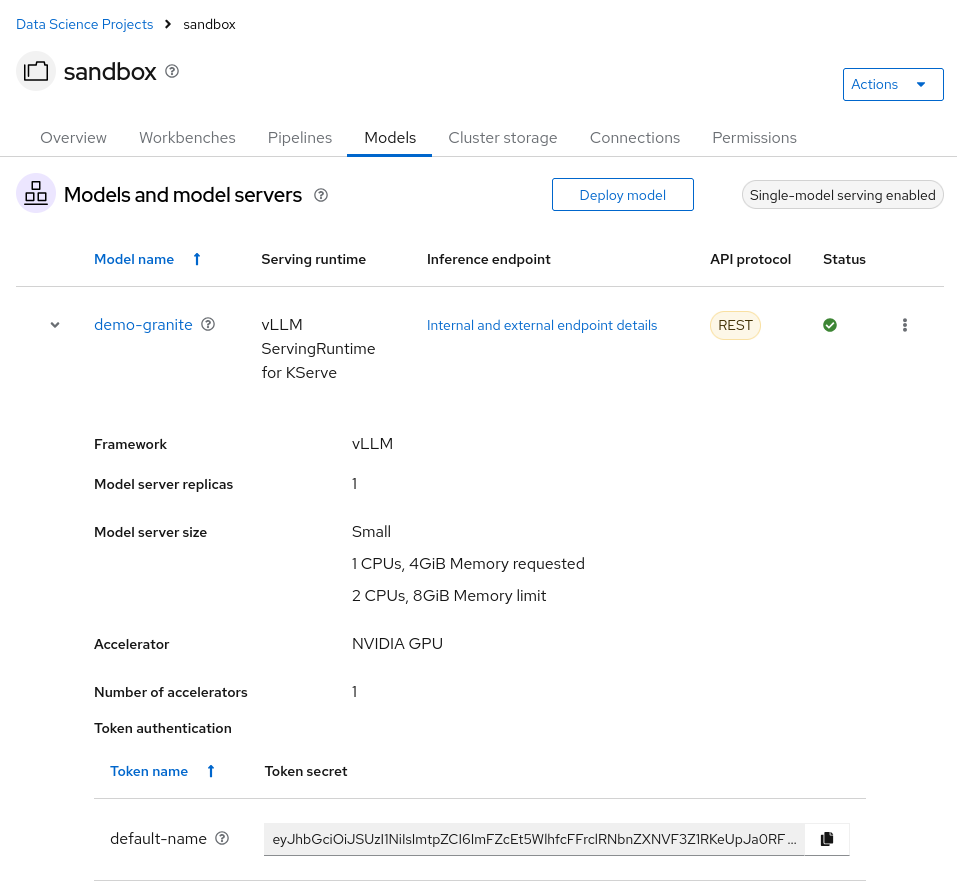 Data Science Projects > sandbox
sandbox
Actions
Overview Workbenches Pipelines Models Cluster storage Connections Permissions
Models and model servers
Deploy model
Single-model serving enabled
Model name Serving runtime Inference endpoint API protocol Status
demo-granite vLLM ServingRuntime for KServe Internal and external endpoint details REST
Framework vLLM
Model server replicas 1
Model server size Small
1 CPUs, 4GiB Memory requested
2 CPUs, 8GiB Memory limit
Accelerator NVIDIA GPU
Number of accelerators 1
Token authentication
Token name Token secret
default-name